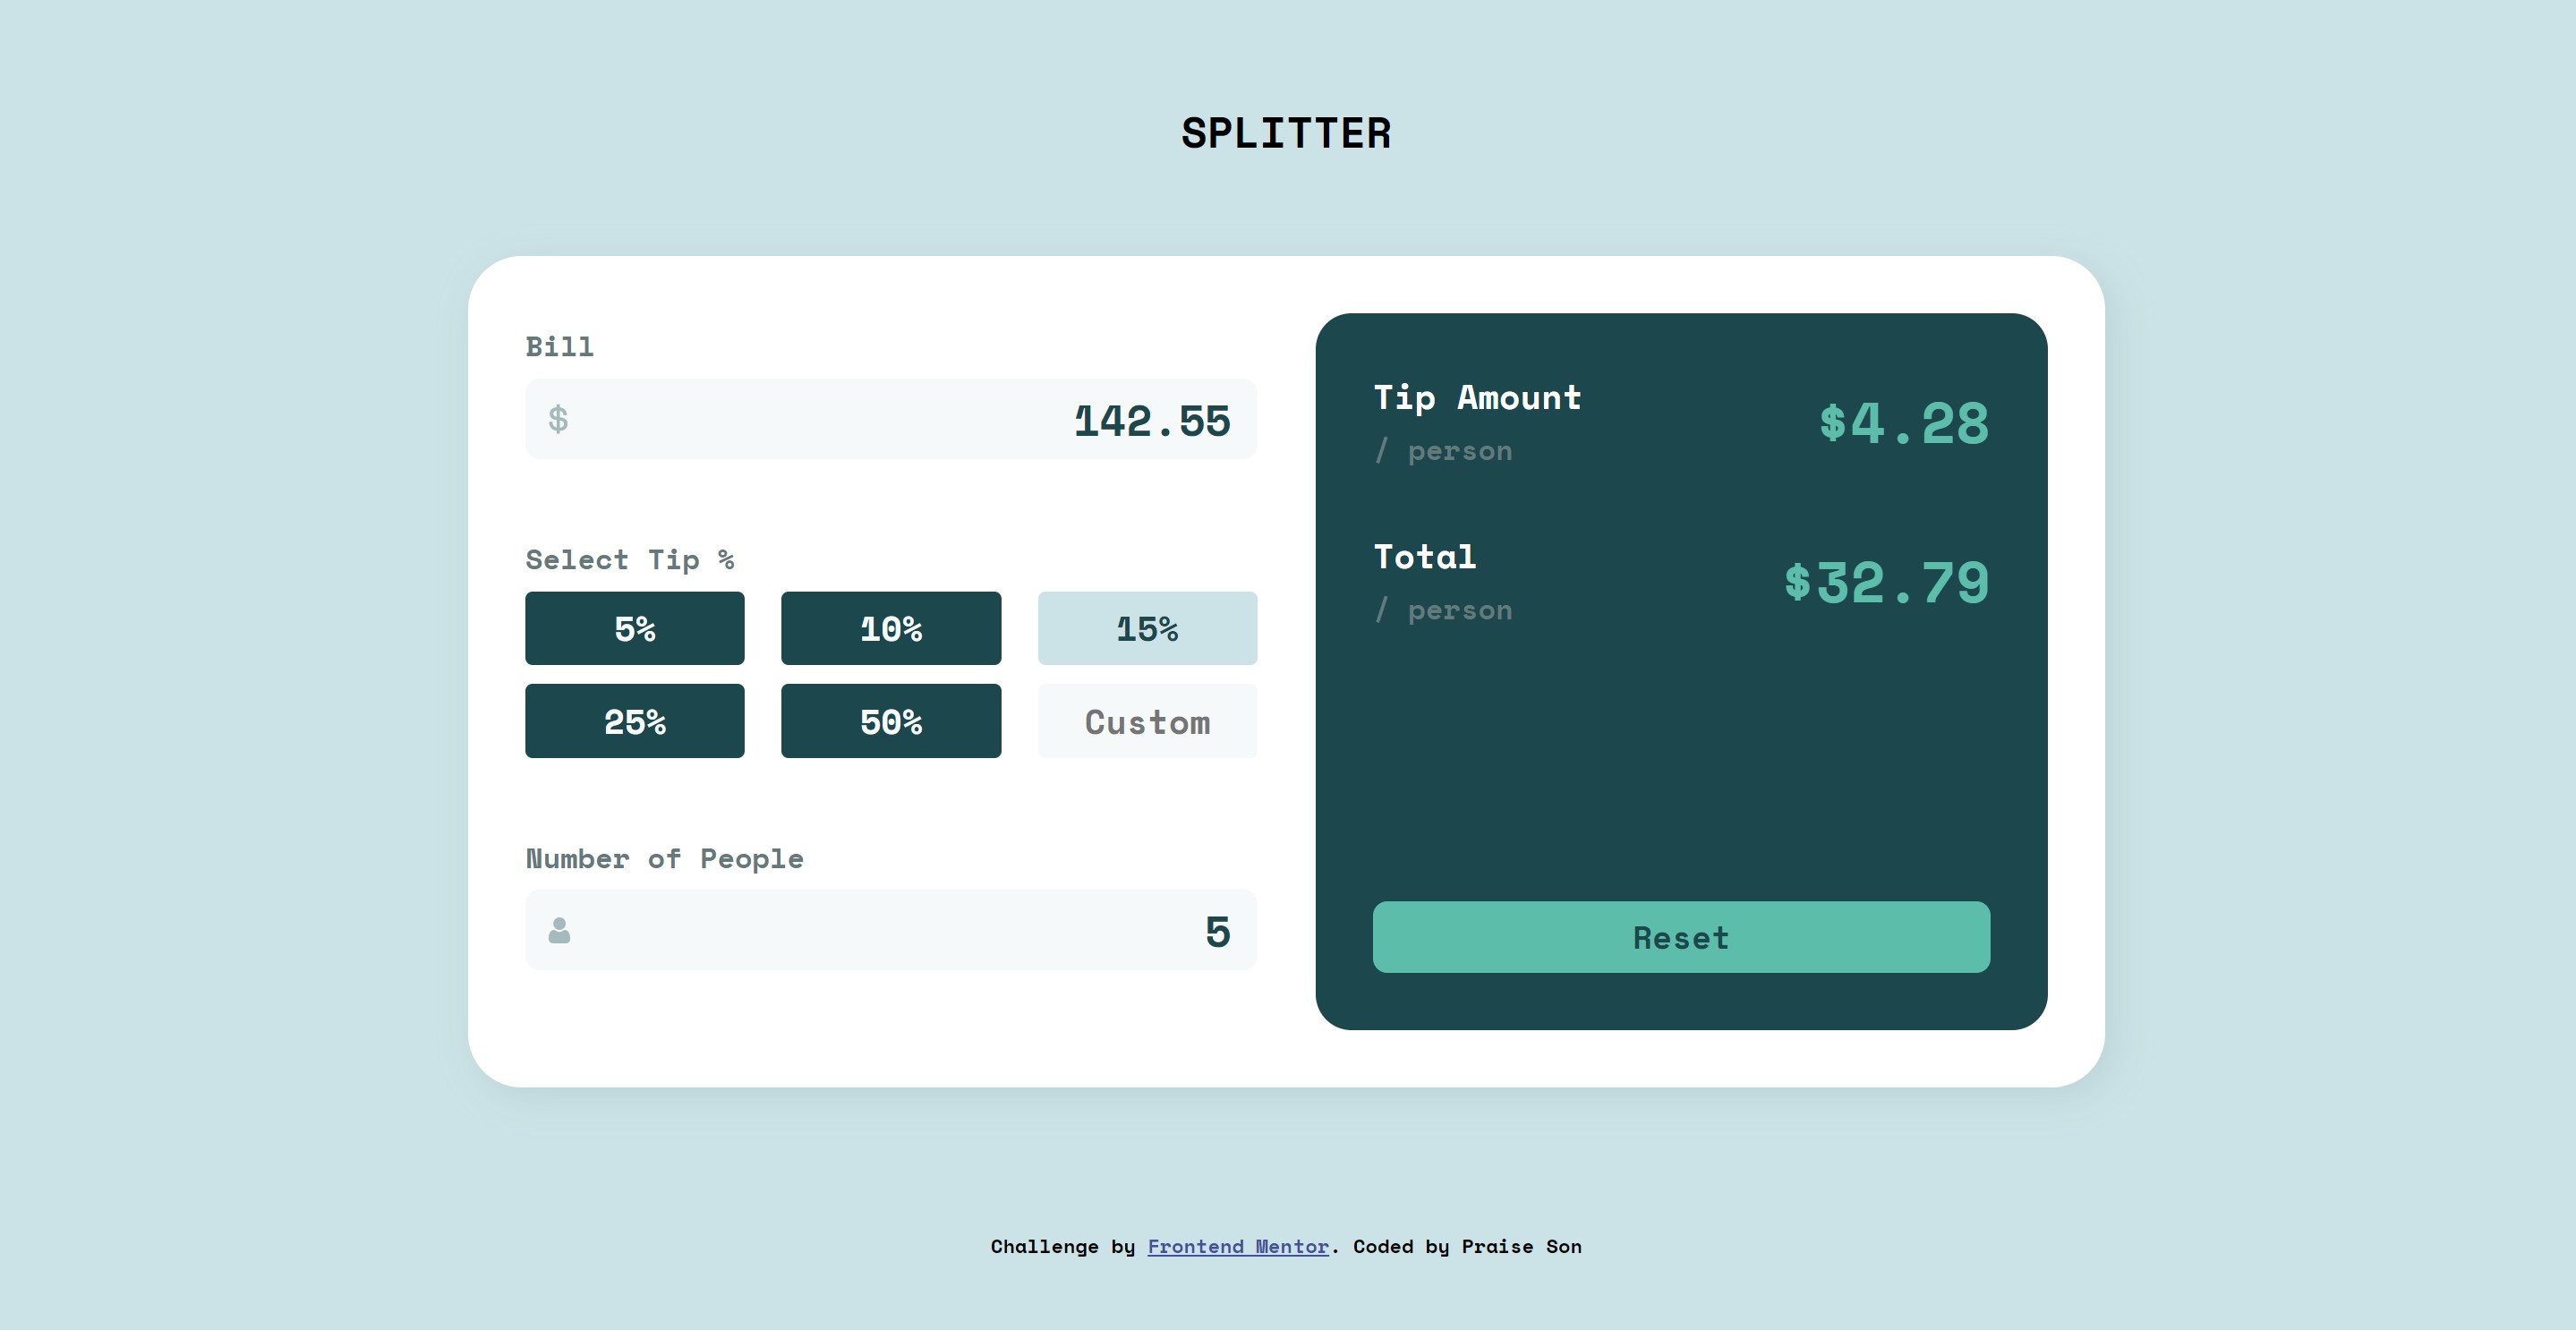 SPLITTER
Bill
$ 142.55
Select Tip %
5% 10% 15%
25% 50% Custom
Number of People
5
Tip Amount
/ person
$4.28
Total
/ person
$32.79
Reset
Challenge by Frontend Mentor. Coded by Praise Son